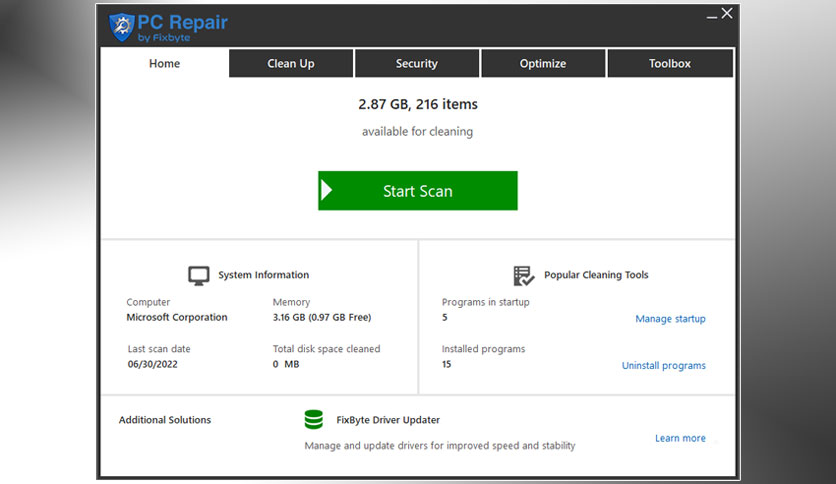 PC Repair
by Fixbyte
Home
Clean Up
Security
Optimize
Toolbox
2.87 GB, 216 items
available for cleaning
Start Scan
System Information
Computer
Memory
Microsoft Corporation
3.16 GB (0.97 GB Free)
Last scan date
Total disk space cleaned
06/30/2022
0 MB
Popular Cleaning Tools
Programs in startup
5
Manage startup
Installed programs
15
Uninstall programs
Additional Solutions
FixByte Driver Updater
Manage and update drivers for improved speed and stability
Learn more